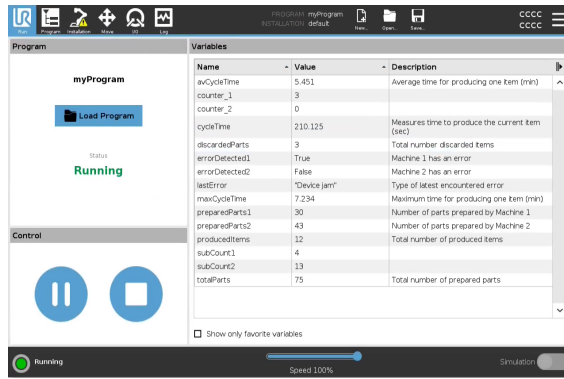 UR
PROGRAM myProgram
INSTALLATION default
CCCC
CCCC
Run Program Installation Move I/O Log New... Open... Save...
Program
Variables
myProgram
Load Program
Status
Running
Control
Name Value Description
avCycleTime 5.451 Average time for producing one item (min)
counter_1 3
counter_2 0
cycleTime 210.125 Measures time to produce the current item
(sec)
discardedParts 3 Total number discarded items
errorDetected1 True Machine 1 has an error
errorDetected2 False Machine 2 has an error
lastError "Device jam" Type of latest encountered error
maxCycleTime 7.234 Maximum time for producing one item (min)
preparedParts1 30 Number of parts prepared by Machine 1
preparedParts2 43 Number of parts prepared by Machine 2
producedItems 12 Total number of produced items
subCount1 4
subCount2 13
totalParts 75 Total number of prepared parts
Show only favorite variables
Running
Speed 100%
Simulation